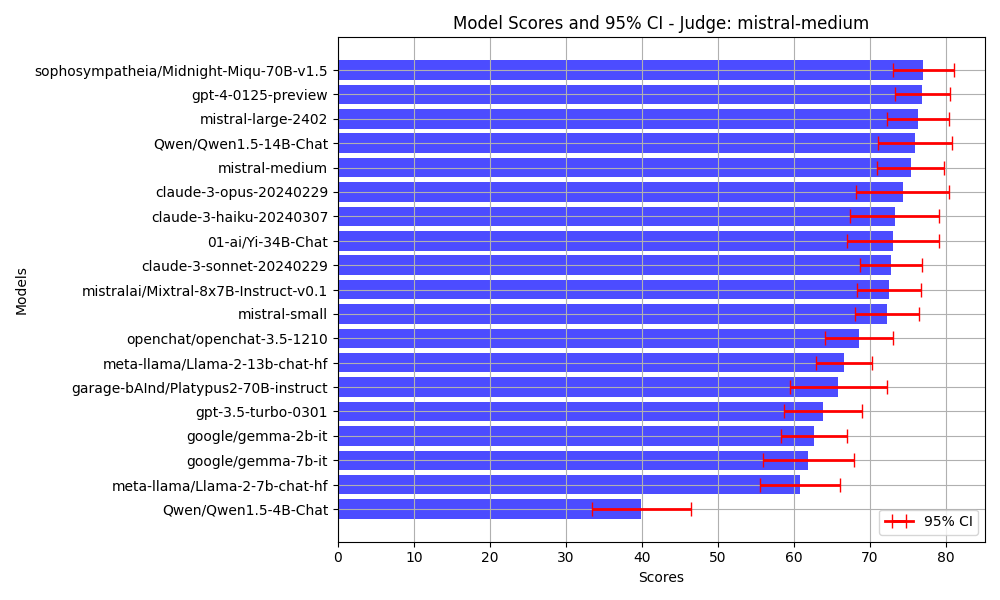 Model Scores and 95% CI - Judge: mistral-medium
sophosympatheia/Midnight-Miqu-70B-v1.5
gpt-4-0125-preview
mistral-large-2402
Qwen/Qwen1.5-14B-Chat
mistral-medium
claude-3-opus-20240229
claude-3-haiku-20240307
01-ai/Yi-34B-Chat
claude-3-sonnet-20240229
mistralai/Mixtral-8x7B-Instruct-v0.1
mistral-small
openchat/openchat-3.5-1210
meta-llama/Llama-2-13b-chat-hf
garage-bAInd/Platypus2-70B-instruct
gpt-3.5-turbo-0301
google/gemma-2b-it
google/gemma-7b-it
meta-llama/Llama-2-7b-chat-hf
Qwen/Qwen1.5-4B-Chat
Models
95% CI
0 10 20 30 40 50 60 70 80
Scores